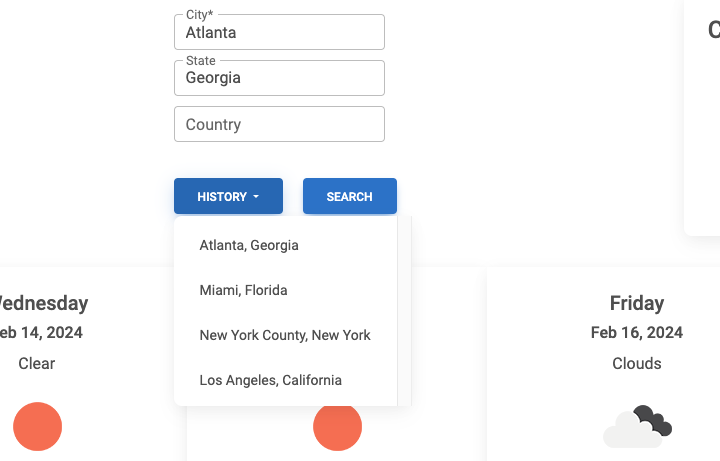 City*
Atlanta
State
Georgia
Country
HISTORY
SEARCH
Atlanta, Georgia
Miami, Florida
New York County, New York
Los Angeles, California
ednesday
eb 14, 2024
Clear
Friday
Feb 16, 2024
Clouds